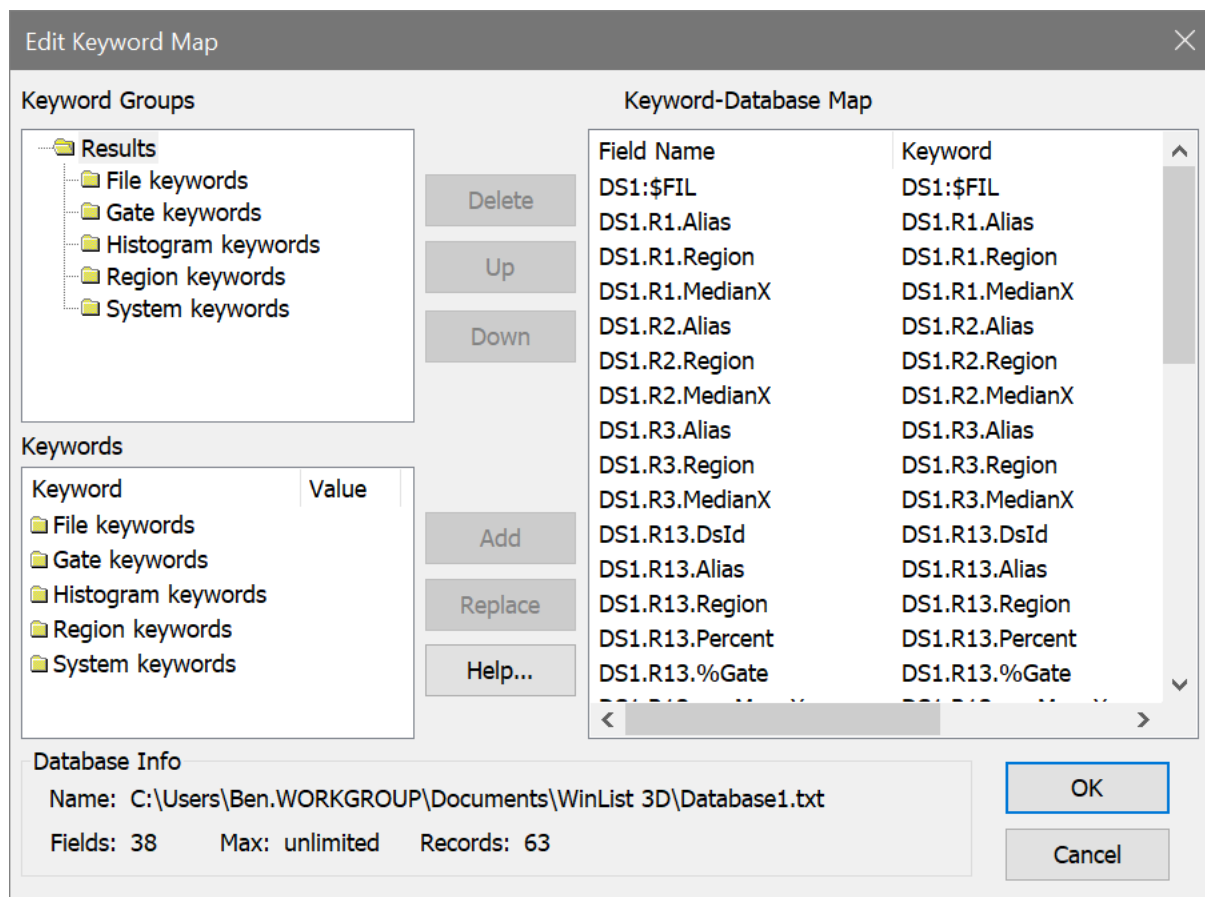 Edit Keyword Map
Keyword Groups
Results
File keywords
Gate keywords
Histogram keywords
Region keywords
System keywords
Delete
Up
Down
Keywords
Keyword Value
File keywords
Gate keywords
Histogram keywords
Region keywords
System keywords
Add
Replace
Help...
Keyword-Database Map
Field Name Keyword
DS1:$FIL DS1:$FIL
DS1.R1.Alias DS1.R1.Alias
DS1.R1.Region DS1.R1.Region
DS1.R1.MedianX DS1.R1.MedianX
DS1.R2.Alias DS1.R2.Alias
DS1.R2.Region DS1.R2.Region
DS1.R2.MedianX DS1.R2.MedianX
DS1.R3.Alias DS1.R3.Alias
DS1.R3.Region DS1.R3.Region
DS1.R3.MedianX DS1.R3.MedianX
DS1.R13.DsId DS1.R13.DsId
DS1.R13.Alias DS1.R13.Alias
DS1.R13.Region DS1.R13.Region
DS1.R13.Percent DS1.R13.Percent
DS1.R13.%Gate DS1.R13.%Gate
Database Info
Name: C:\Users\Ben.WORKGROUP\Documents\WinList 3D\Database1.txt
Fields: 38 Max: unlimited Records: 63
OK
Cancel